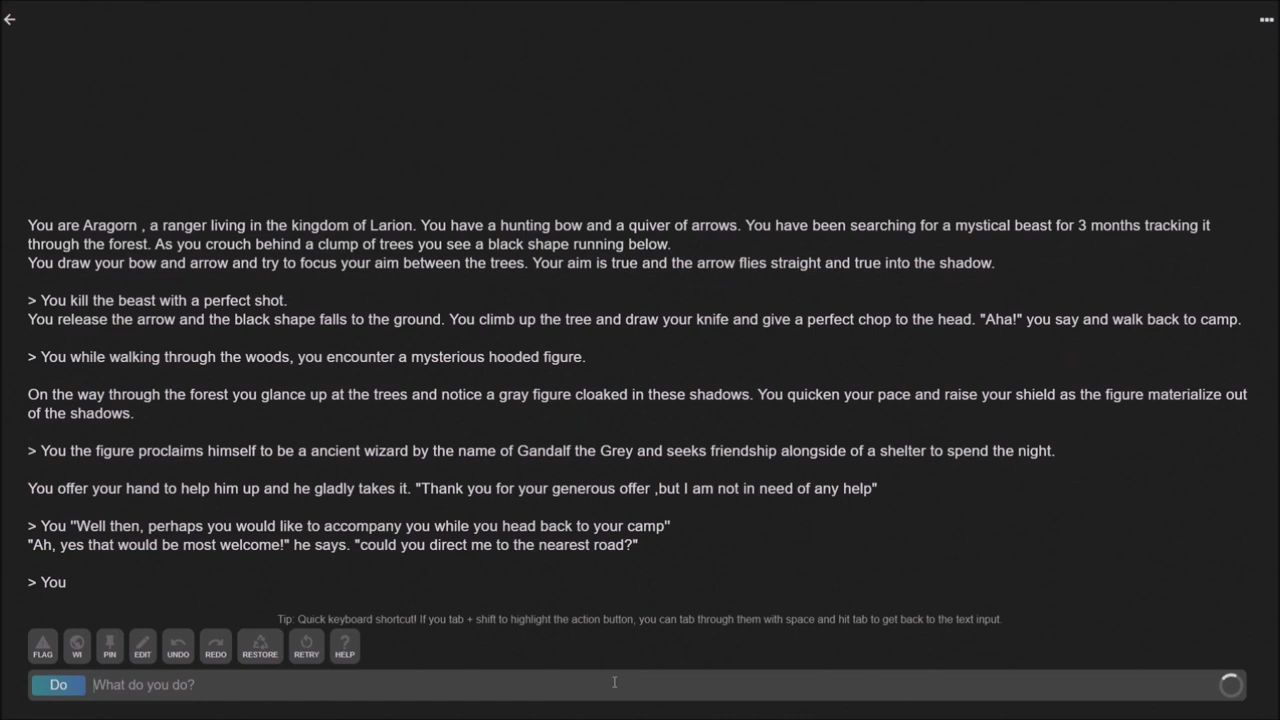 You are Aragorn , a ranger living in the kingdom of Larion. You have a hunting bow and a quiver of arrows. You have been searching for a mystical beast for 3 months tracking it
through the forest. As you crouch behind a clump of trees you see a black shape running below.
You draw your bow and arrow and try to focus your aim between the trees. Your aim is true and the arrow flies straight and true into the shadow.
> You kill the beast with a perfect shot.
You release the arrow and the black shape falls to the ground. You climb up the tree and draw your knife and give a perfect chop to the head. "Aha!" you say and walk back to camp.
> You while walking through the woods, you encounter a mysterious hooded figure.
On the way through the forest you glance up at the trees and notice a gray figure cloaked in these shadows. You quicken your pace and raise your shield as the figure materialize out
of the shadows.
> You the figure proclaims himself to be a ancient wizard by the name of Gandalf the Grey and seeks friendship alongside of a shelter to spend the night.
You offer your hand to help him up and he gladly takes it. "Thank you for your generous offer ,but I am not in need of any help"
> You "Well then, perhaps you would like to accompany you while you head back to your camp"
"Ah, yes that would be most welcome!" he says. "could you direct me to the nearest road?"
> You
Tip: Quick keyboard shortcut! If you tab + shift to highlight the action button, you can tab through them with space and hit tab to get back to the text input.
FLAG WI PIN EDIT UNDO REDO RESTORE RETRY HELP
Do What do you do?